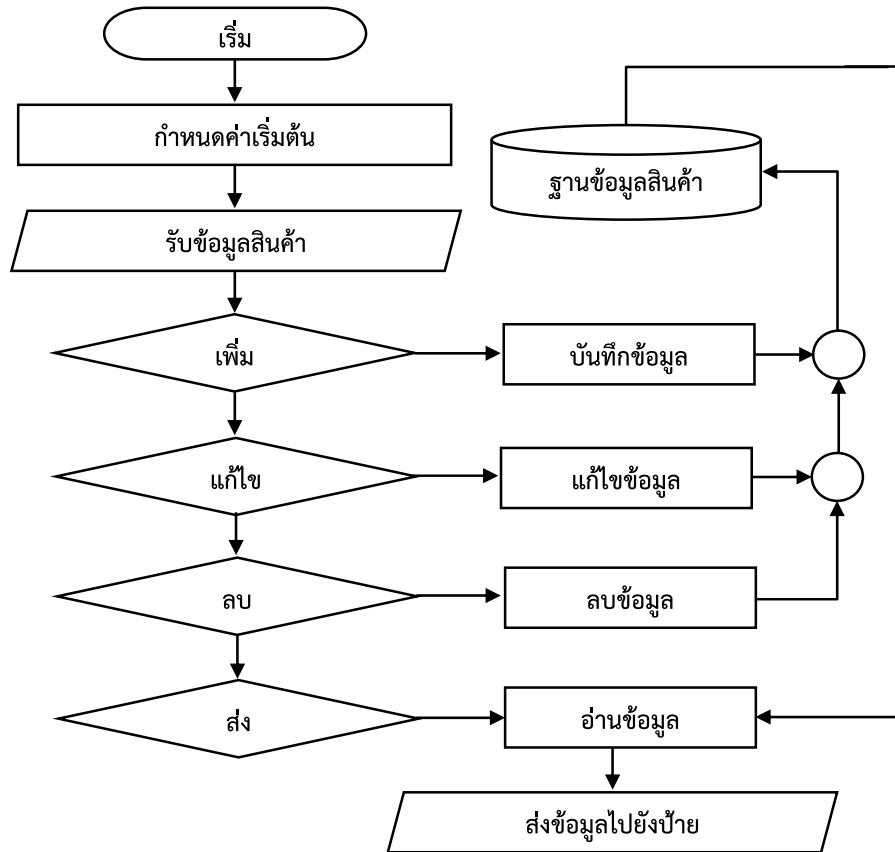 เริ่ม
กำหนดค่าเริ่มต้น
ฐานข้อมูลสินค้า
รับข้อมูลสินค้า
เพิ่ม
บันทึกข้อมูล
แก้ไข
แก้ไขข้อมูล
ลบ
ลบข้อมูล
ส่ง
อ่านข้อมูล
ส่งข้อมูลไปยังป้าย